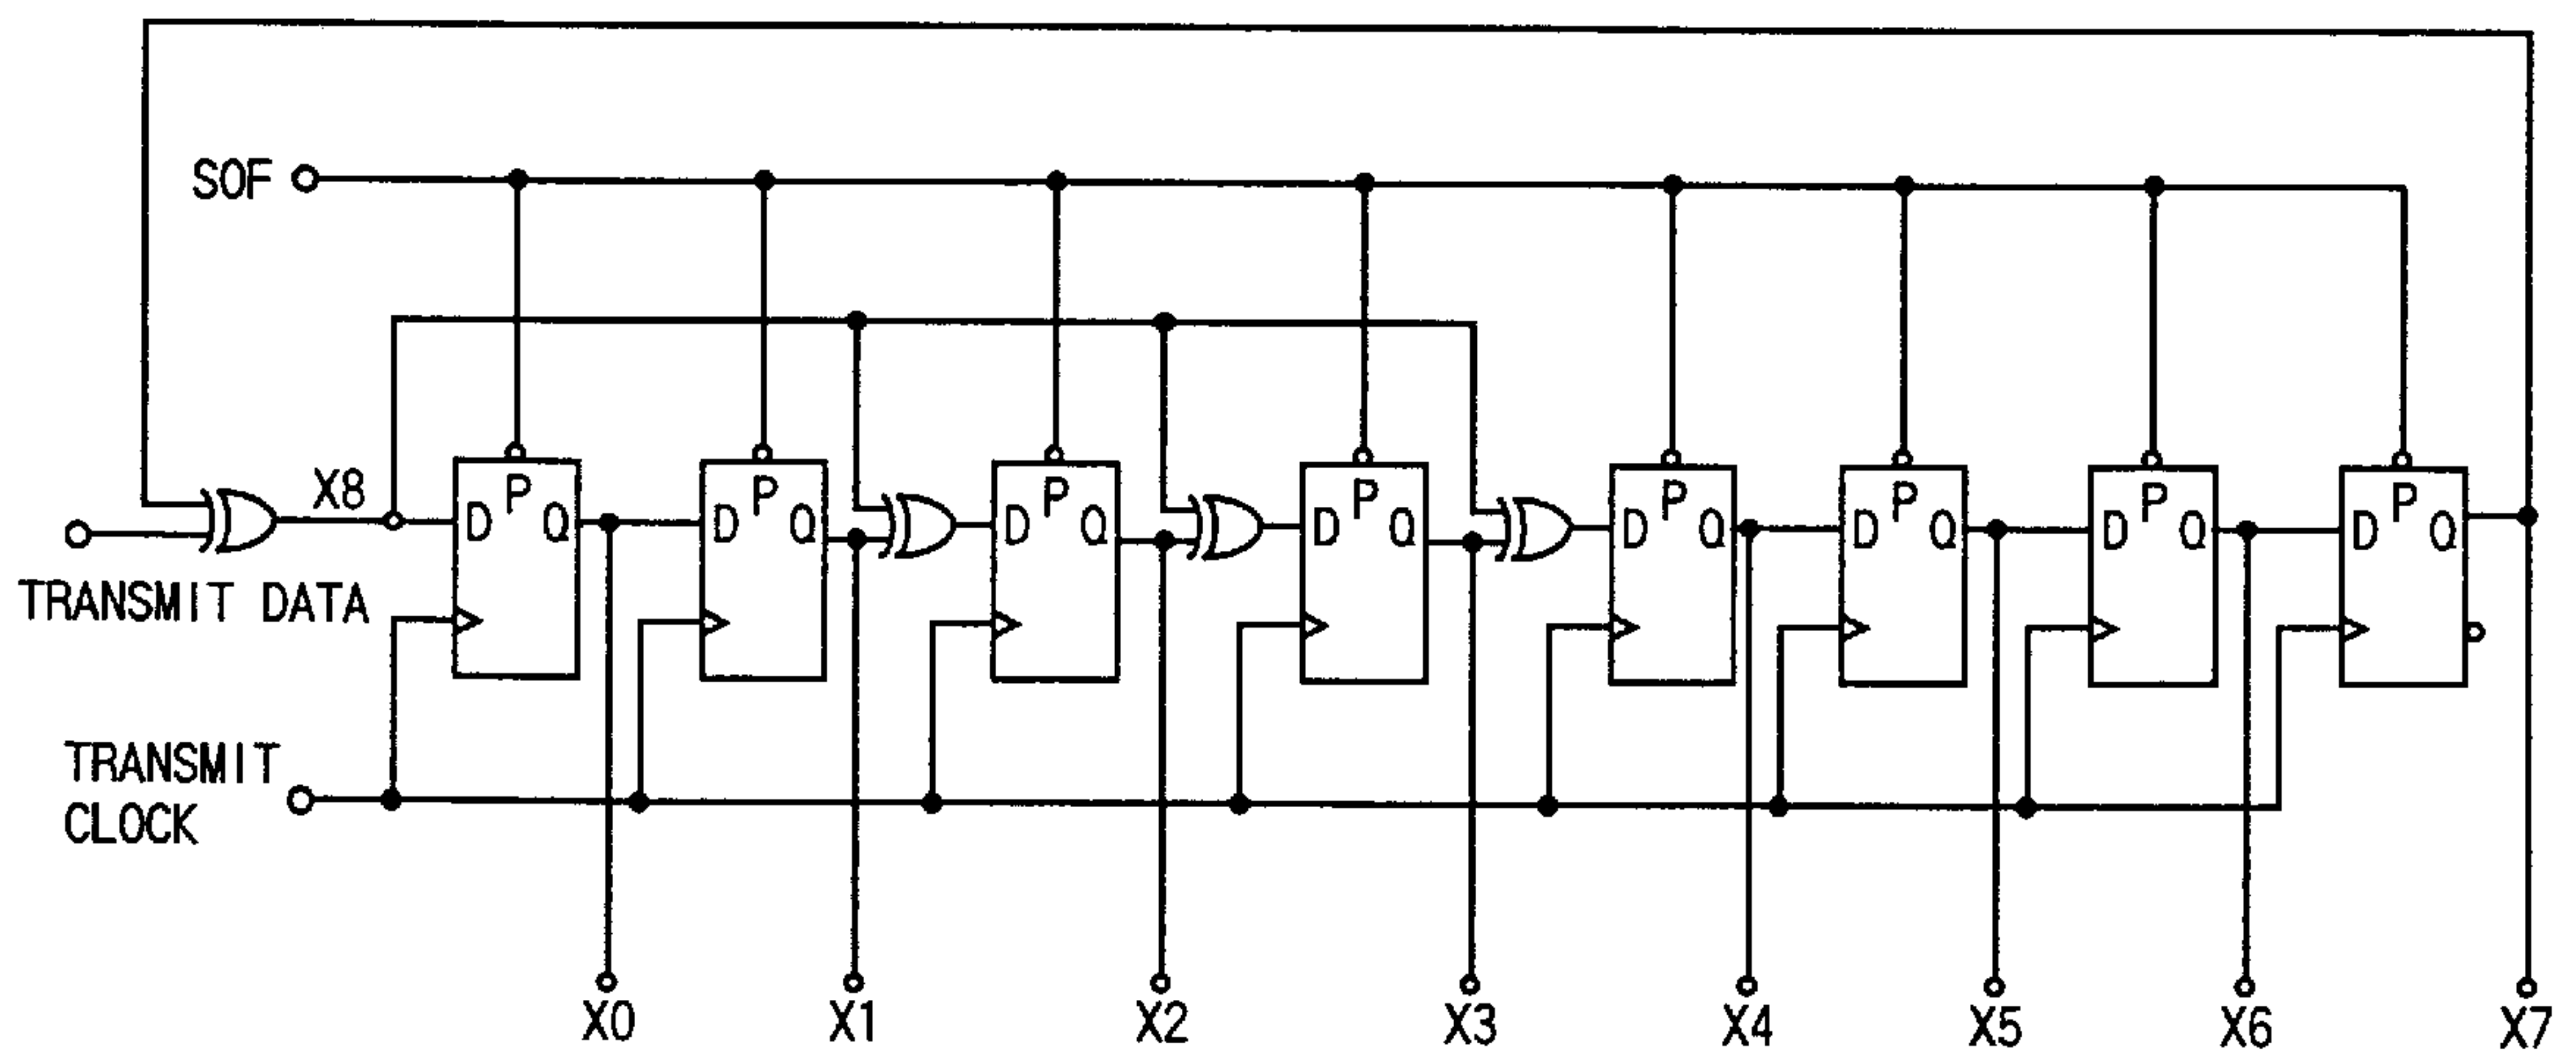 SOF
X8
P P P P P P P P
D Q D Q D Q D Q D Q D Q D Q D Q
TRANSMIT DATA
TRANSMIT
CLOCK
X0 X1 X2 X3 X4 X5 X6 X7